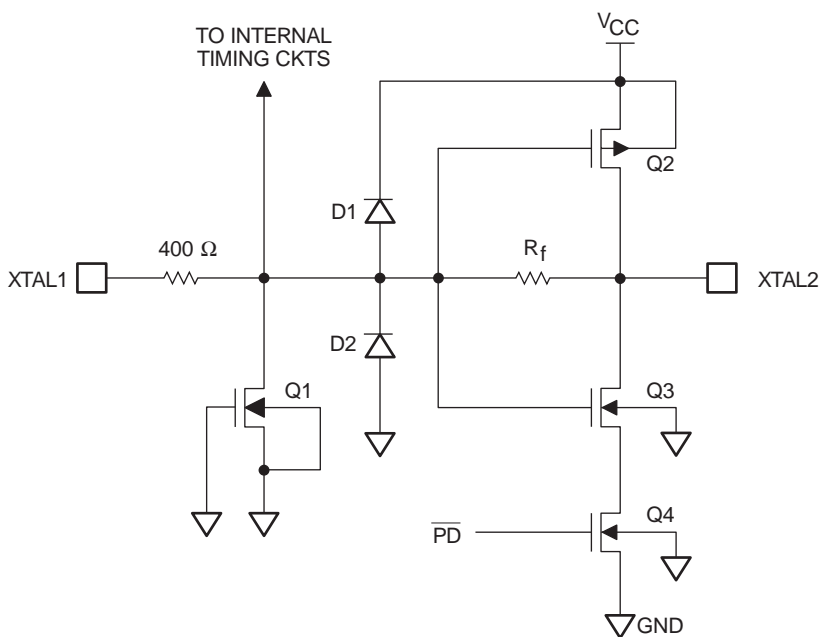 TO INTERNAL
TIMING CKTS
VCC
Q2
D1
400 Ω
Rf
XTAL1
XTAL2
D2
Q1
Q3
Q4
PD
GND